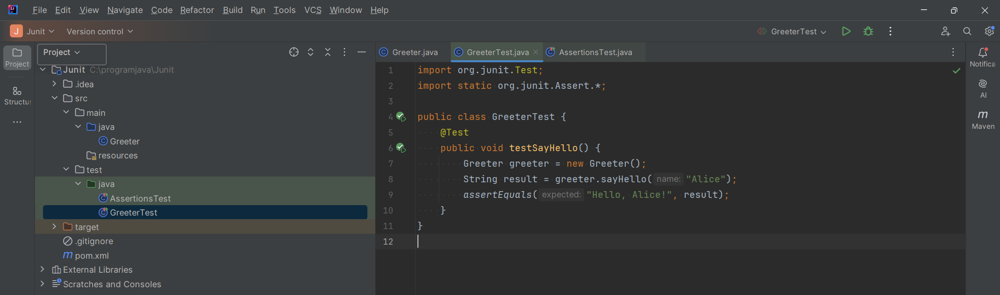 File Edit View Navigate Code Refactor Build Run Tools VCS Window Help
J Junit Version control GreeterTest
Project
Structu
Project
Junit C:\programjava\Junit
.idea
src
main
java
Greeter
resources
test
java
AssertionsTest
GreeterTest
target
.gitignore
m pom.xml
External Libraries
Scratches and Consoles
Greeter.java GreeterTest.java AssertionsTest.java
1 import org.junit.Test;
2 import static org.junit.Assert.*;
3
4 public class GreeterTest {
5 @Test
6 public void testSayHello() {
7 Greeter greeter = new Greeter();
8 String result = greeter.sayHello( name: "Alice");
9 assertEquals( expected: "Hello, Alice!", result);
10 }
11 }
12
Notifica
AI
m
Maven